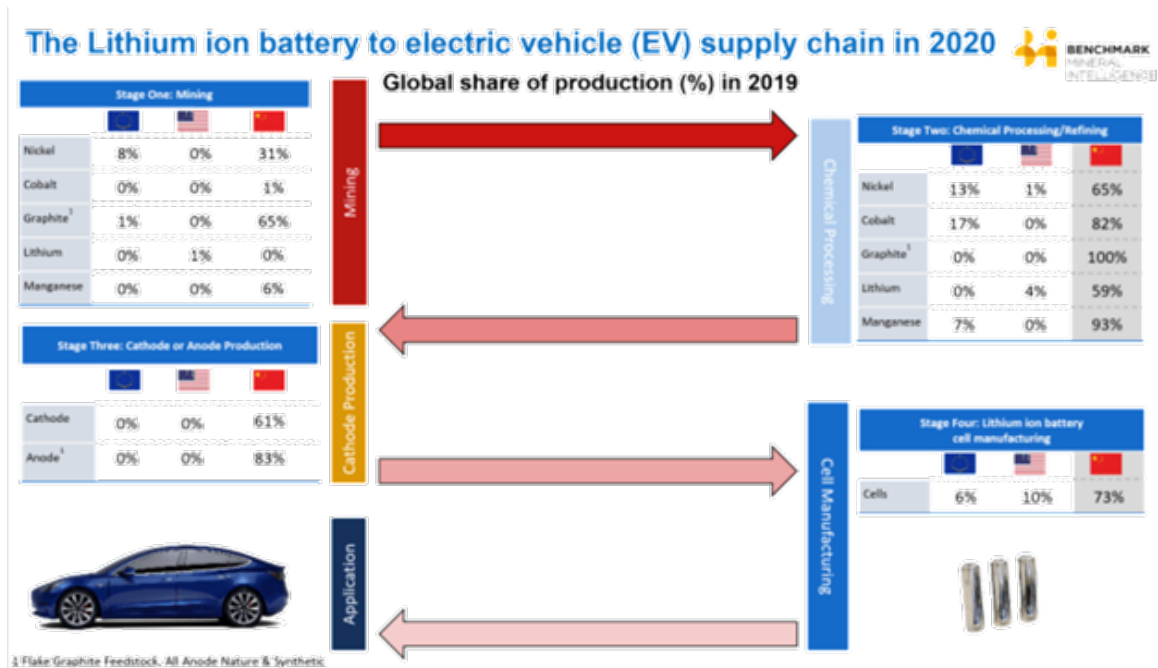 The Lithium ion battery to electric vehicle (EV) supply chain in 2020
BENCHMARK
MINERAL
INTELLIGENCE
Global share of production (%) in 2019
Stage One: Mining
Nickel 8% 0% 31%
Cobalt 0% 0% 1%
Graphite¹ 1% 0% 65%
Lithium 0% 1% 0%
Manganese 0% 0% 6%
Mining
Chemical Processing
Stage Two: Chemical Processing/Refining
Nickel 13% 1% 65%
Cobalt 17% 0% 82%
Graphite¹ 0% 0% 100%
Lithium 0% 4% 59%
Manganese 7% 0% 93%
Stage Three: Cathode or Anode Production
Cathode 0% 0% 61%
Anode¹ 0% 0% 83%
Cathode Production
Cell Manufacturing
Stage Four: Lithium ion battery
cell manufacturing
Cells 6% 10% 73%
Application
1 Flake Graphite Feedstock, All Anode Nature & Synthetic